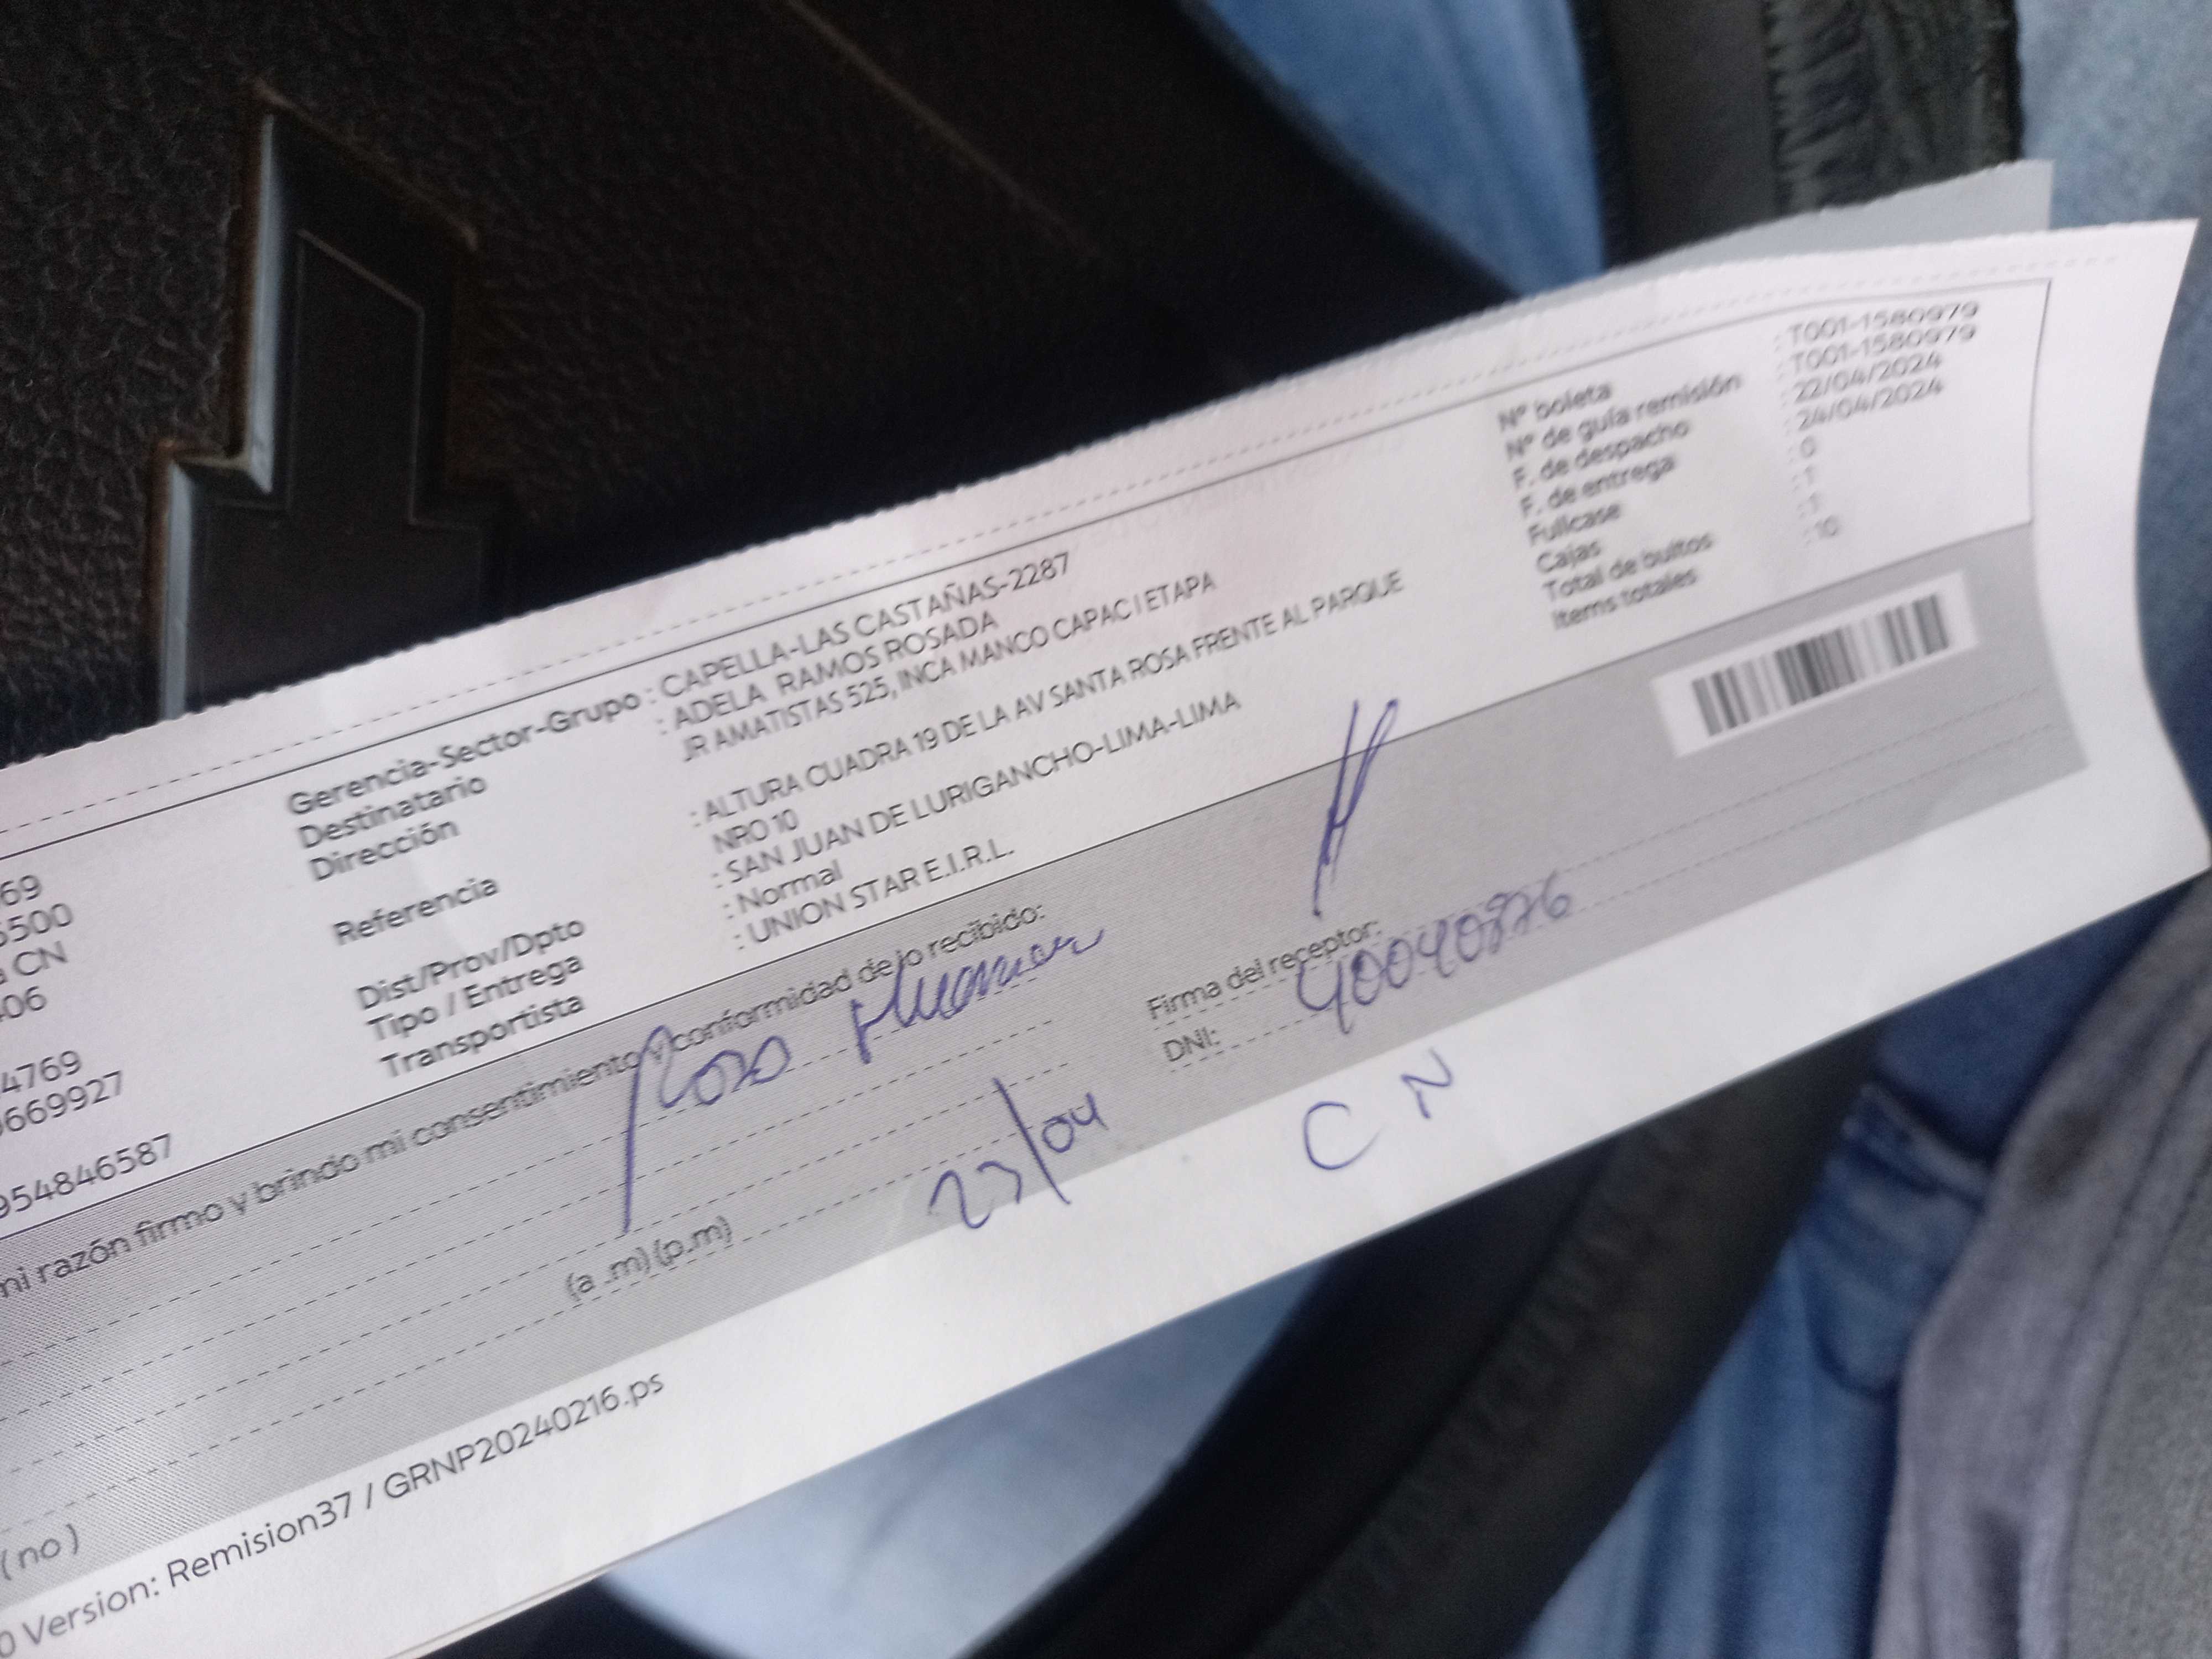 69
5500
a CN
-06
4769
669927
954846587
Gerencia-Sector-Grupo : CAPELLA-LAS CASTAÑAS-2287
Destinatario : ADELA RAMOS ROSADA
Dirección JR AMATISTAS 525, INCA MANCO CAPAC I ETAPA
Referencia : ALTURA CUADRA 19 DE LA AV SANTA ROSA FRENTE AL PARQUE
NRO 10
Dist/Prov/Dpto : SAN JUAN DE LURIGANCHO-LIMA-LIMA
Tipo / Entrega : Normal
Transportista : UNION STAR E.I.R.L.
Nº boleta : T001-1580979
Nº de guía remisión : T001-1580979
F. de despacho : 22/04/2024
F. de entrega : 24/04/2024
Fullcase : 0
Cajas : 1
Total de bultos : 1
Items totales : 10
mi razón firmo y brindo mi consentimiento y conformidad de lo recibido:
Rosa
Firma del receptor:
DNI: 40040876
(a .m) (p.m)
23/04
C N
(no)
0 Version: Remision37 / GRNP20240216.ps